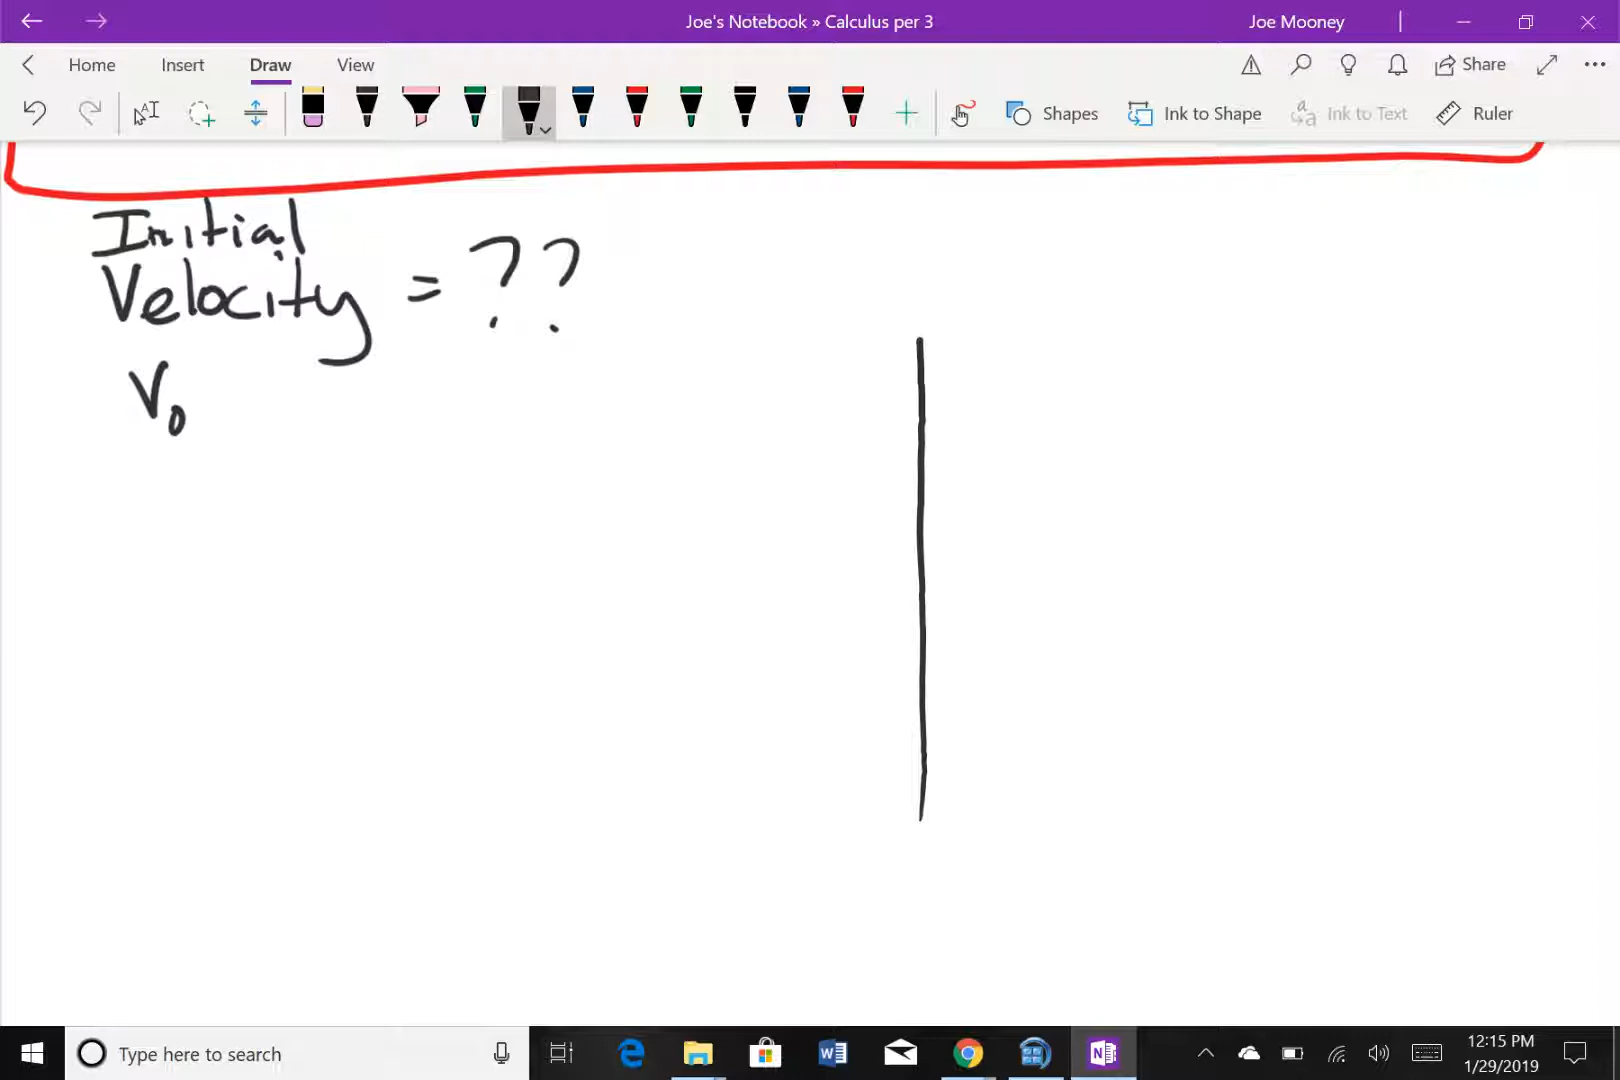 Joe's Notebook » Calculus per 3
Joe Mooney
Home Insert Draw View
Share
Shapes Ink to Shape Ink to Text Ruler
Initial
Velocity = ??
V₀
Type here to search
12:15 PM
1/29/2019